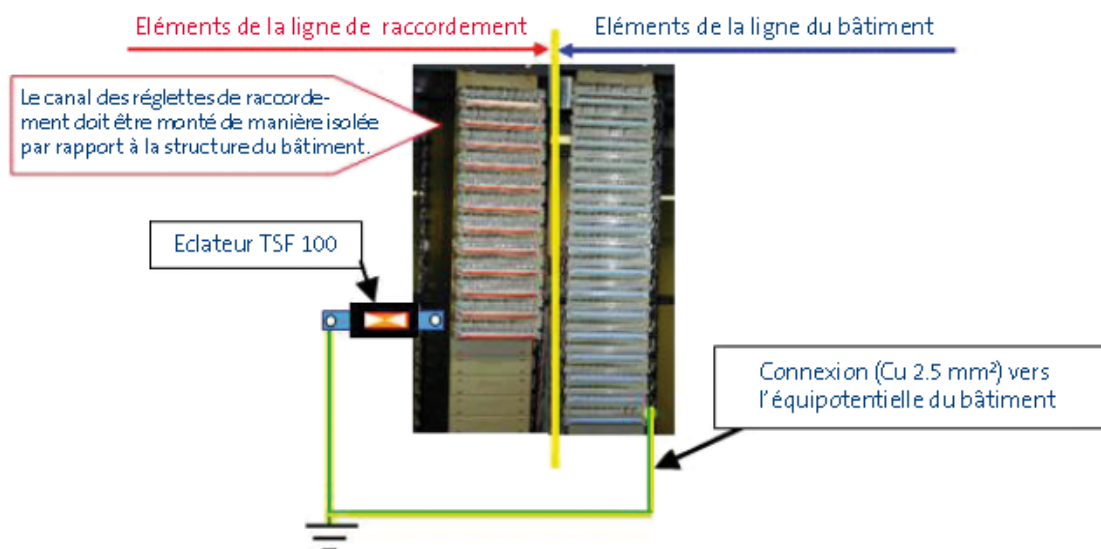 Eléments de la ligne de raccordement
Eléments de la ligne du bâtiment
Le canal des réglettes de raccorde-
ment doit être monté de manière isolée
par rapport à la structure du bâtiment.
Eclateur TSF 100
Connexion (Cu 2.5 mm²) vers
l'équipotentielle du bâtiment